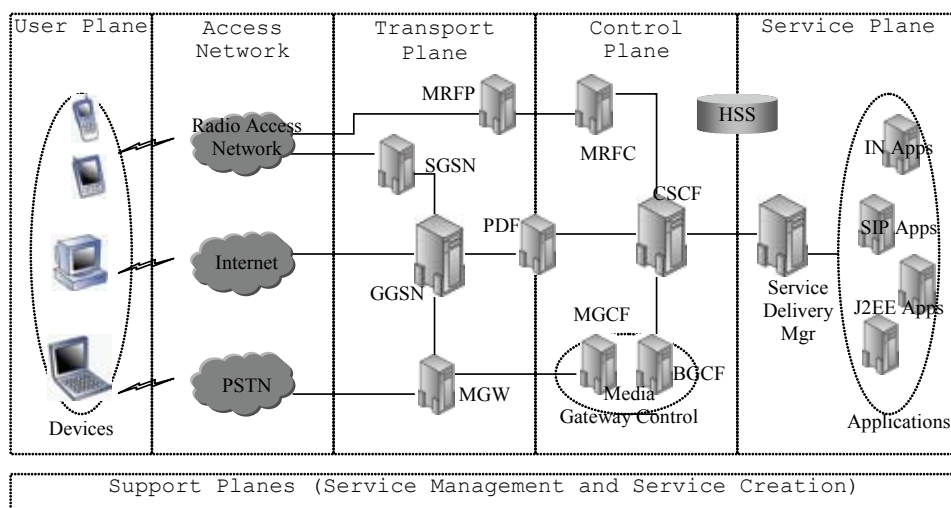 User Plane
Access
Network
Transport
Plane
Control
Plane
Service Plane
MRFP
HSS
Radio Access
Network
IN Apps
SGSN
MRFC
CSCF
PDF
SIP Apps
Internet
GGSN
Service
Delivery
Mgr
MGCF
J2EE Apps
PSTN
MGW
BGCF
Media
Gateway Control
Devices
Applications
Support Planes (Service Management and Service Creation)